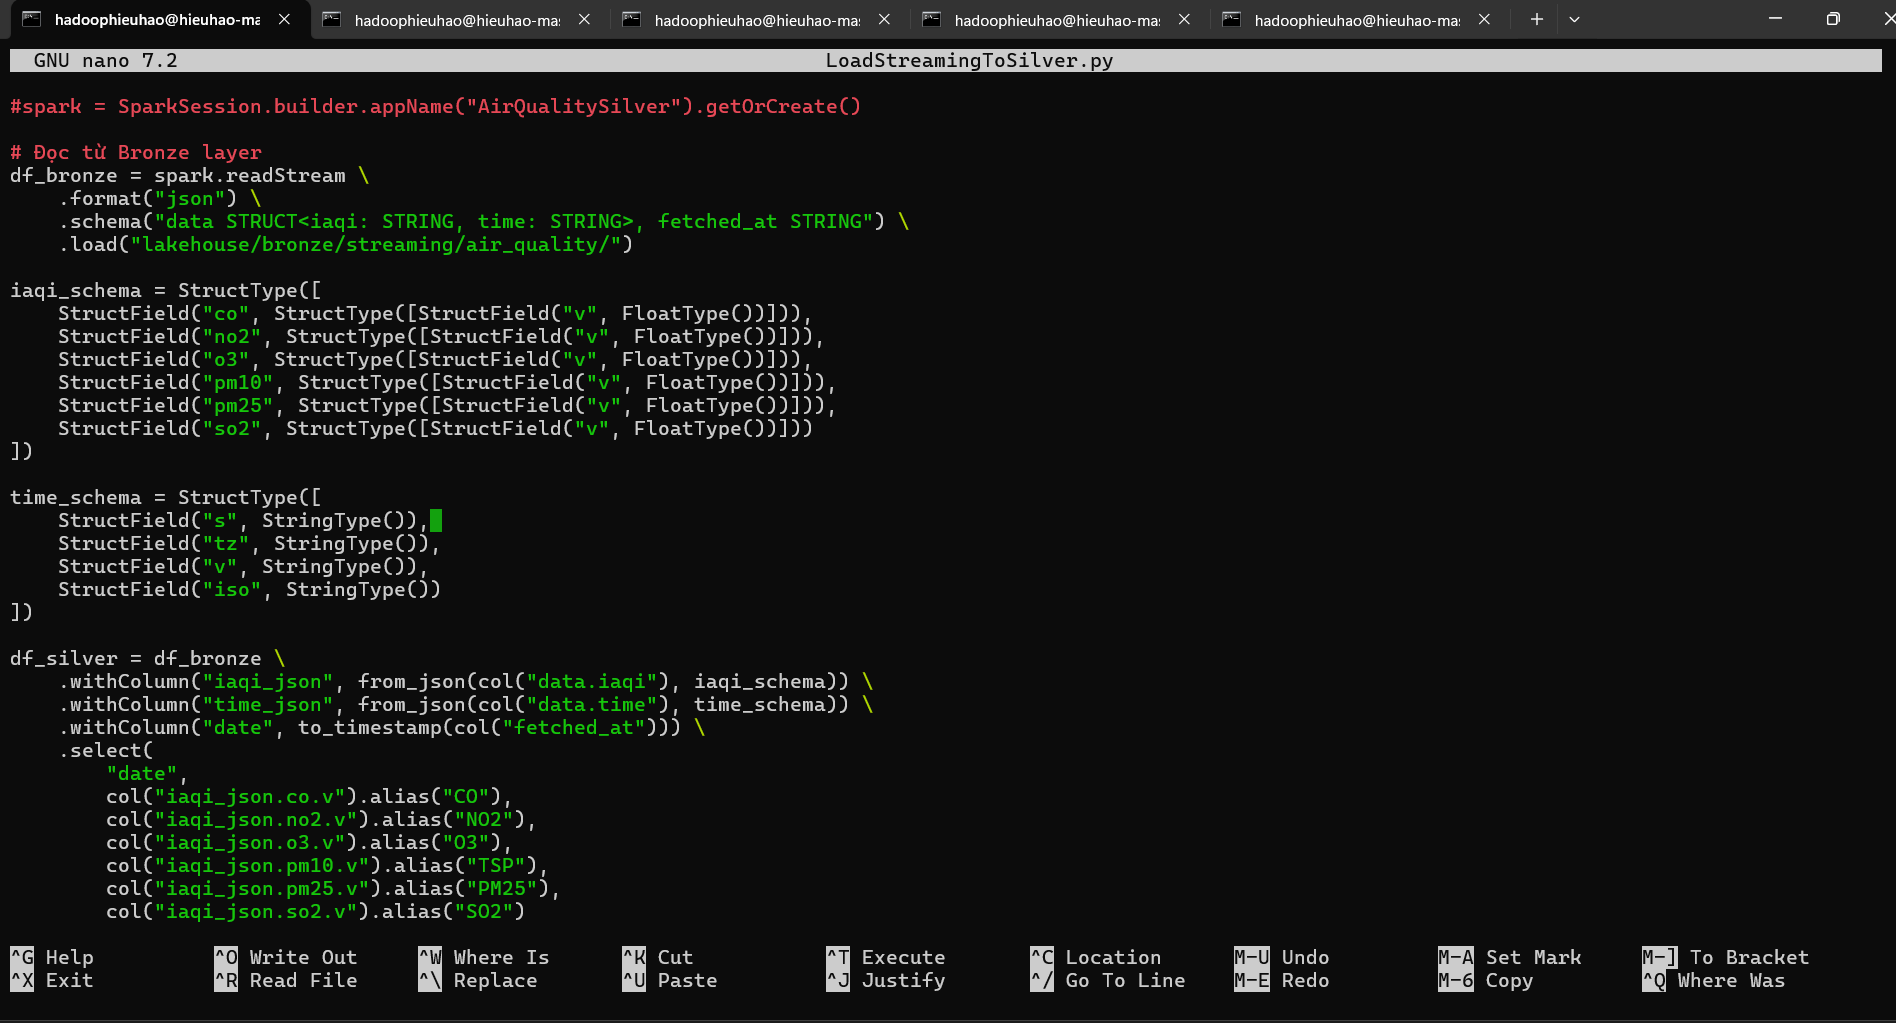 hadoophieuhao@hieuhao-ma hadoophieuhao@hieuhao-mas hadoophieuhao@hieuhao-mas hadoophieuhao@hieuhao-mas hadoophieuhao@hieuhao-mas
GNU nano 7.2 LoadStreamingToSilver.py
#spark = SparkSession.builder.appName("AirQualitySilver").getOrCreate()
# Đọc từ Bronze layer
df_bronze = spark.readStream \
    .format("json") \
    .schema("data STRUCT<iaqi: STRING, time: STRING>, fetched_at STRING") \
    .load("lakehouse/bronze/streaming/air_quality/")
iaqi_schema = StructType([
    StructField("co", StructType([StructField("v", FloatType())])),
    StructField("no2", StructType([StructField("v", FloatType())])),
    StructField("o3", StructType([StructField("v", FloatType())])),
    StructField("pm10", StructType([StructField("v", FloatType())])),
    StructField("pm25", StructType([StructField("v", FloatType())])),
    StructField("so2", StructType([StructField("v", FloatType())]))
])
time_schema = StructType([
    StructField("s", StringType()),
    StructField("tz", StringType()),
    StructField("v", StringType()),
    StructField("iso", StringType())
])
df_silver = df_bronze \
    .withColumn("iaqi_json", from_json(col("data.iaqi"), iaqi_schema)) \
    .withColumn("time_json", from_json(col("data.time"), time_schema)) \
    .withColumn("date", to_timestamp(col("fetched_at"))) \
    .select(
        "date",
        col("iaqi_json.co.v").alias("CO"),
        col("iaqi_json.no2.v").alias("NO2"),
        col("iaqi_json.o3.v").alias("O3"),
        col("iaqi_json.pm10.v").alias("TSP"),
        col("iaqi_json.pm25.v").alias("PM25"),
        col("iaqi_json.so2.v").alias("SO2")
^G Help ^O Write Out ^W Where Is ^K Cut ^T Execute ^C Location M-U Undo M-A Set Mark M-] To Bracket
^X Exit ^R Read File ^\ Replace ^U Paste ^J Justify ^/ Go To Line M-E Redo M-6 Copy ^Q Where Was